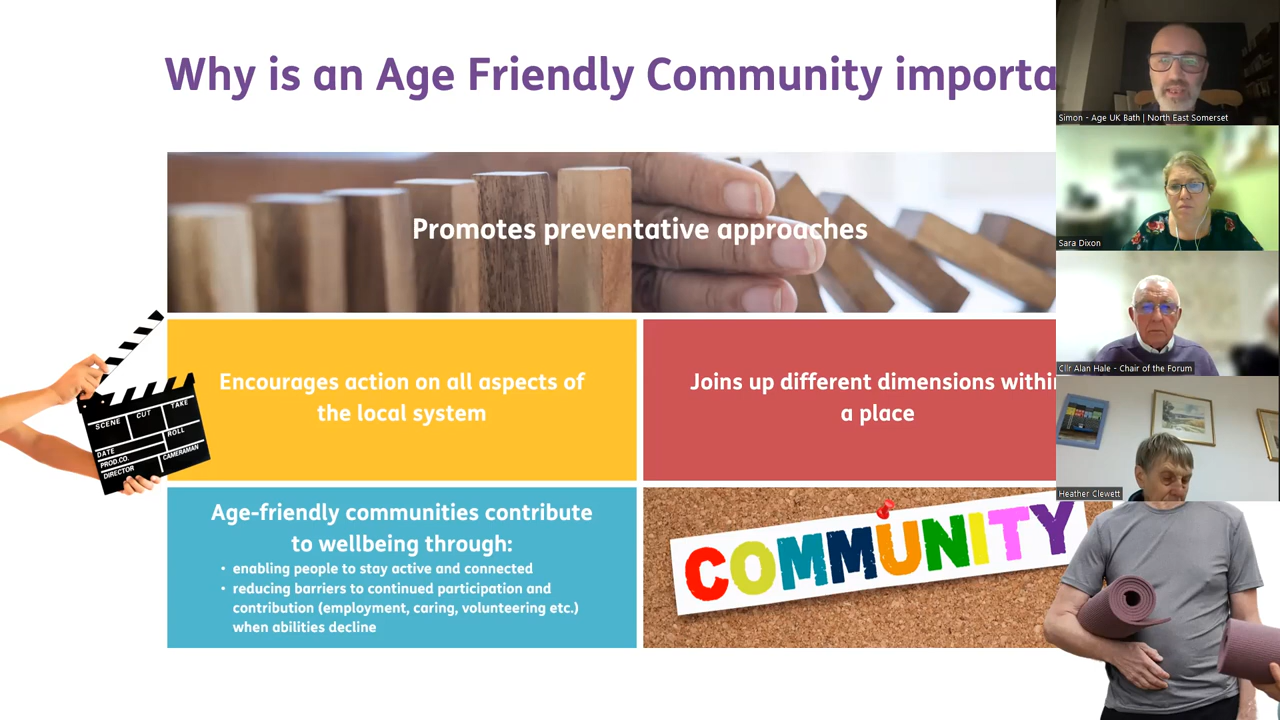 Why is an Age Friendly Community importa
Promotes preventative approaches
Encourages action on all aspects of
the local system
Joins up different dimensions within
a place
SCENE CUT TAKE
ROLL
DATE
PROD.CO.
DIRECTOR
CAMERAMAN
Age-friendly communities contribute
to wellbeing through:
• enabling people to stay active and connected
• reducing barriers to continued participation and
contribution (employment, caring, volunteering etc.)
when abilities decline
COMMUNITY
Simon - Age UK Bath | North East Somerset
Sara Dixon
Cllr Alan Hale - Chair of the Forum
Heather Clewett